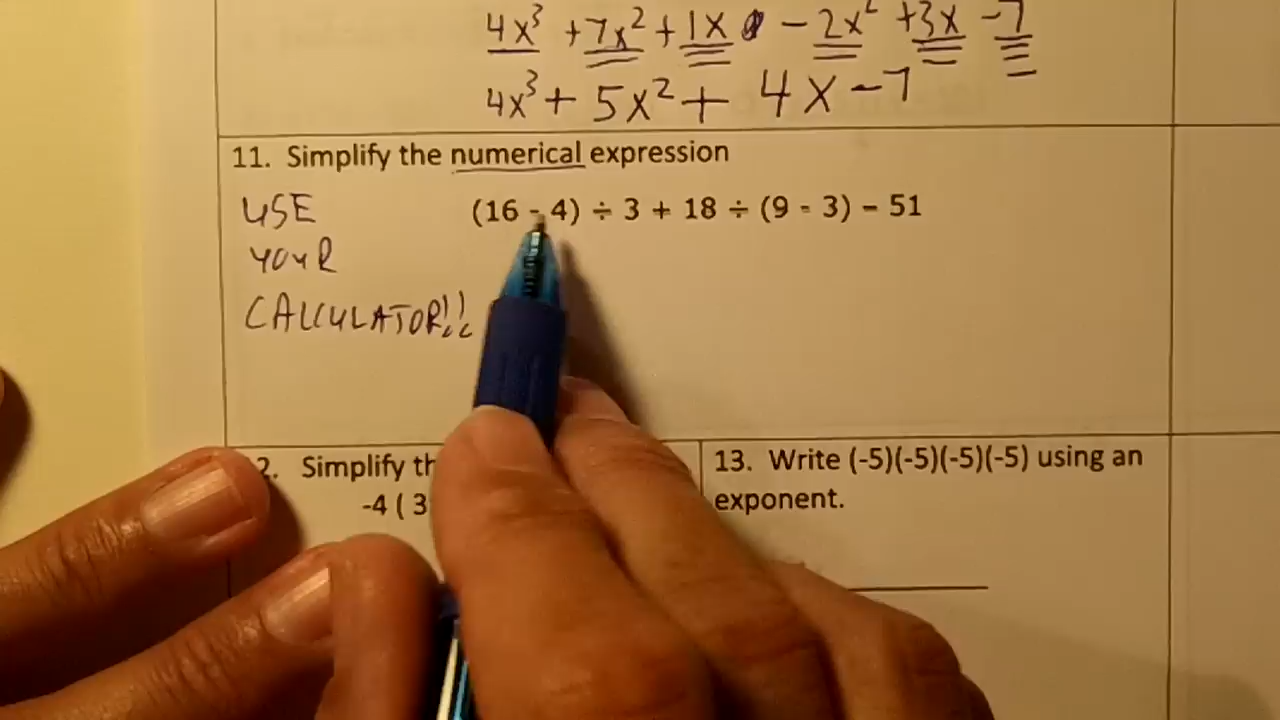 4x³ + 7x² + 1x - 2x² + 3x - 7
4x³ + 5x² + 4x - 7
11. Simplify the numerical expression
(16 - 4) ÷ 3 + 18 ÷ (9 - 3) - 51
USE
YOUR
CALCULATOR!!
2. Simplify th
-4 ( 3
13. Write (-5)(-5)(-5)(-5) using an
exponent.